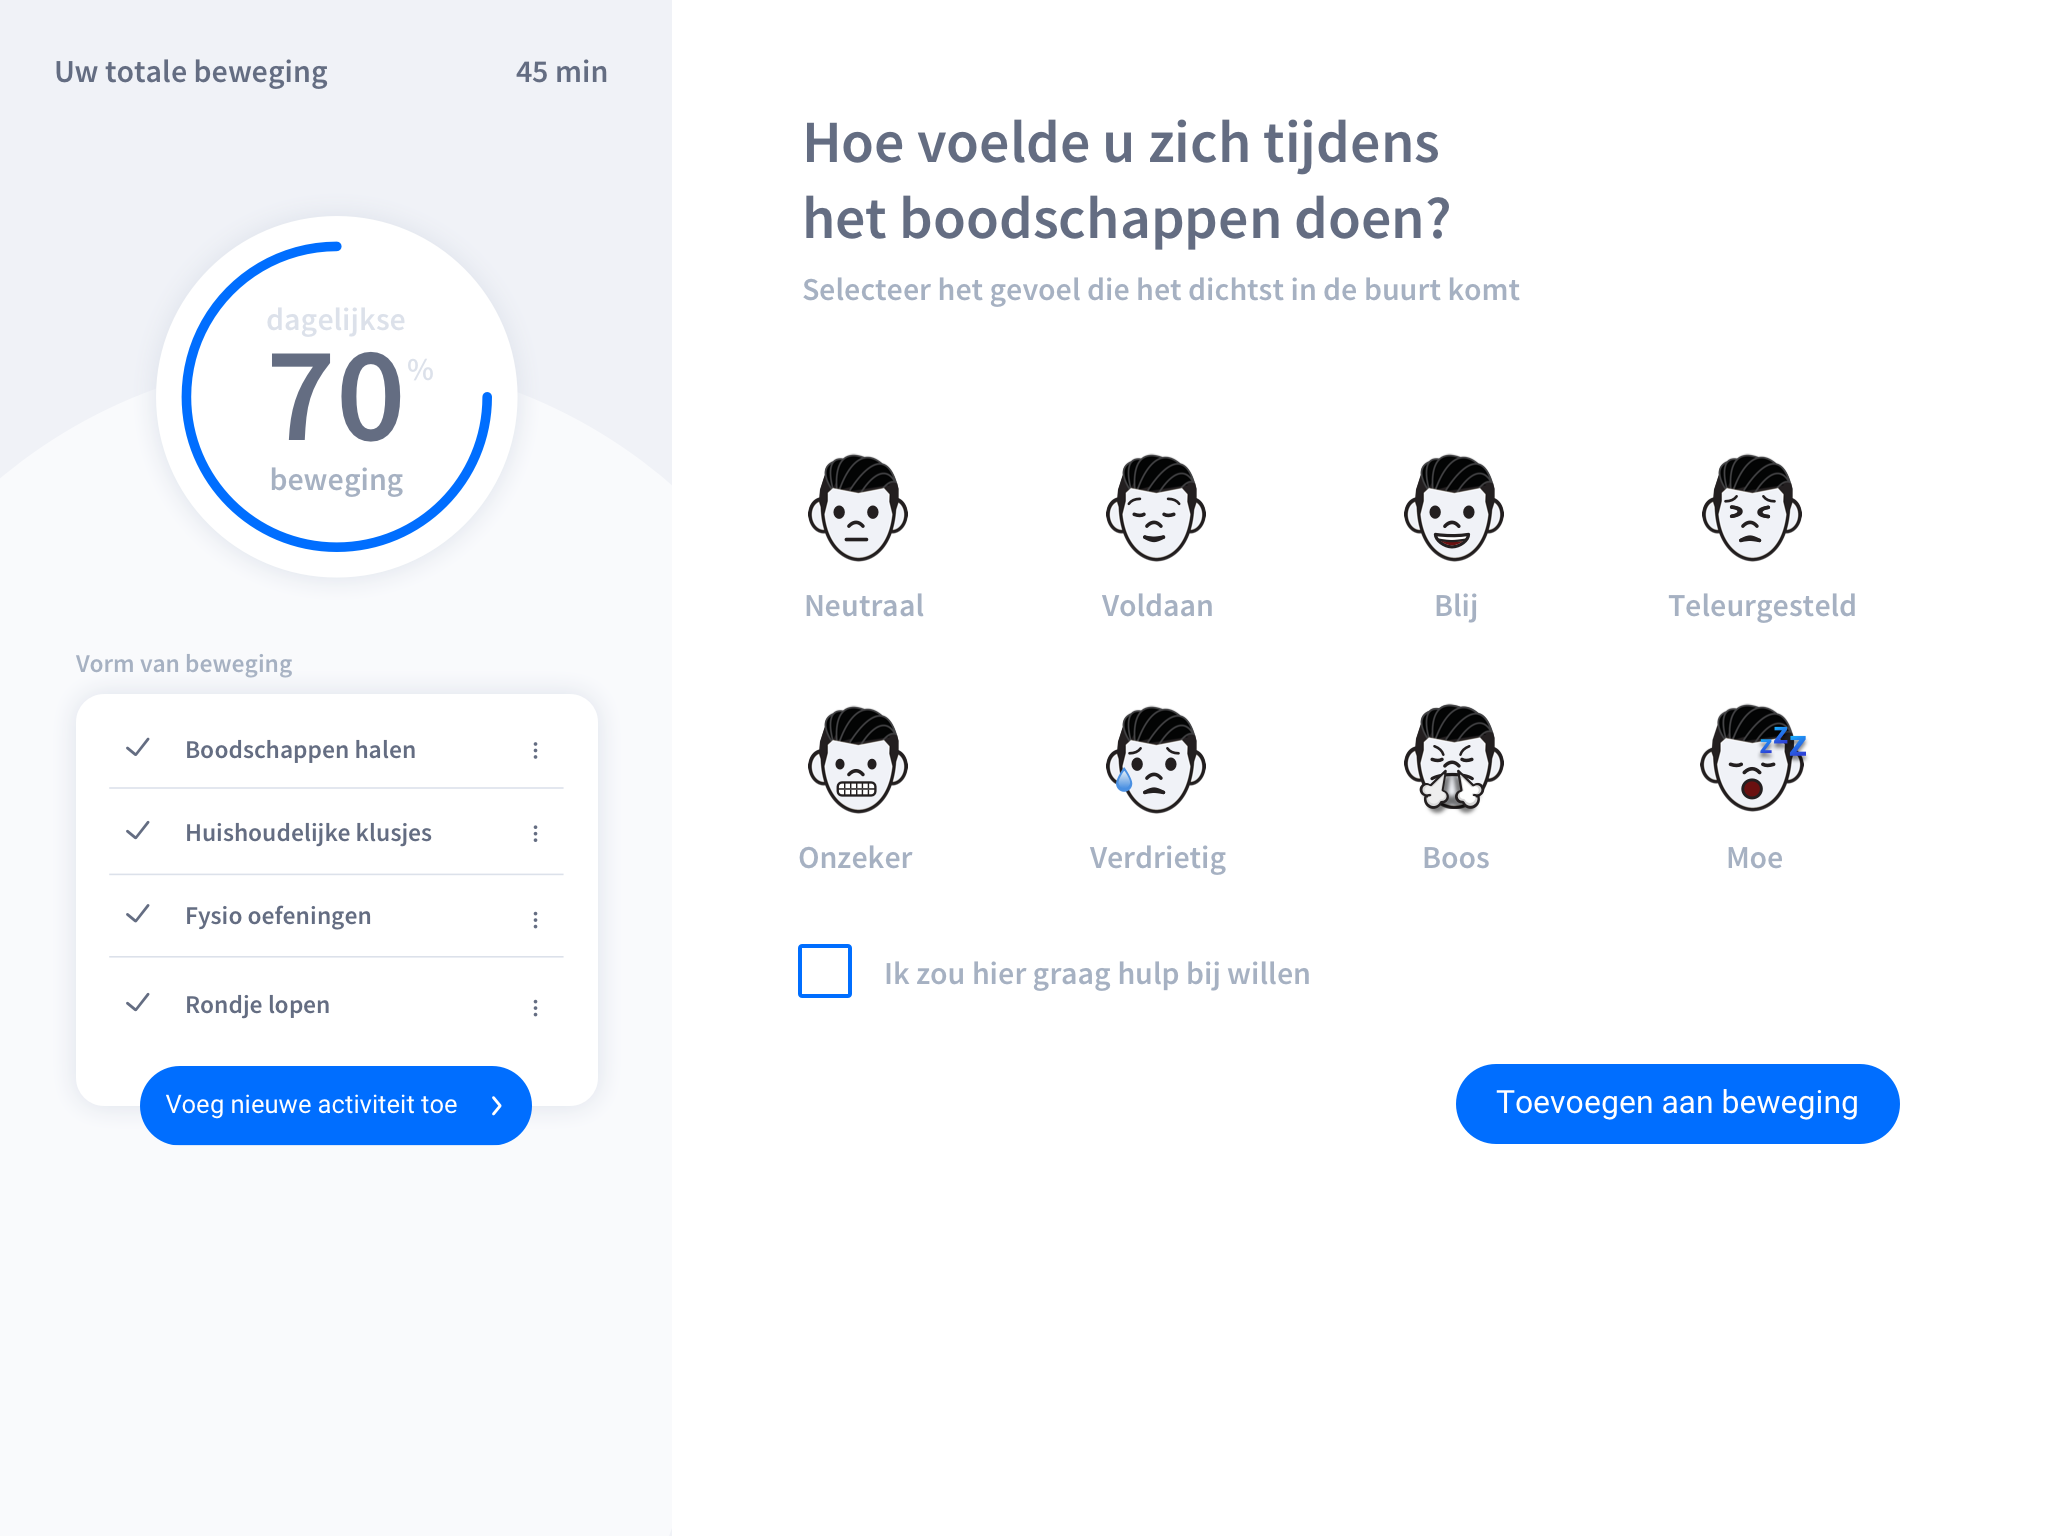 Uw totale beweging
45 min
dagelijkse
70 %
beweging
Vorm van beweging
Boodschappen halen
Huishoudelijke klusjes
Fysio oefeningen
Rondje lopen
Voeg nieuwe activiteit toe
Hoe voelde u zich tijdens
het boodschappen doen?
Selecteer het gevoel die het dichtst in de buurt komt
Neutraal
Voldaan
Blij
Teleurgesteld
zZZ
Onzeker
Verdrietig
Boos
Moe
Ik zou hier graag hulp bij willen
Toevoegen aan beweging